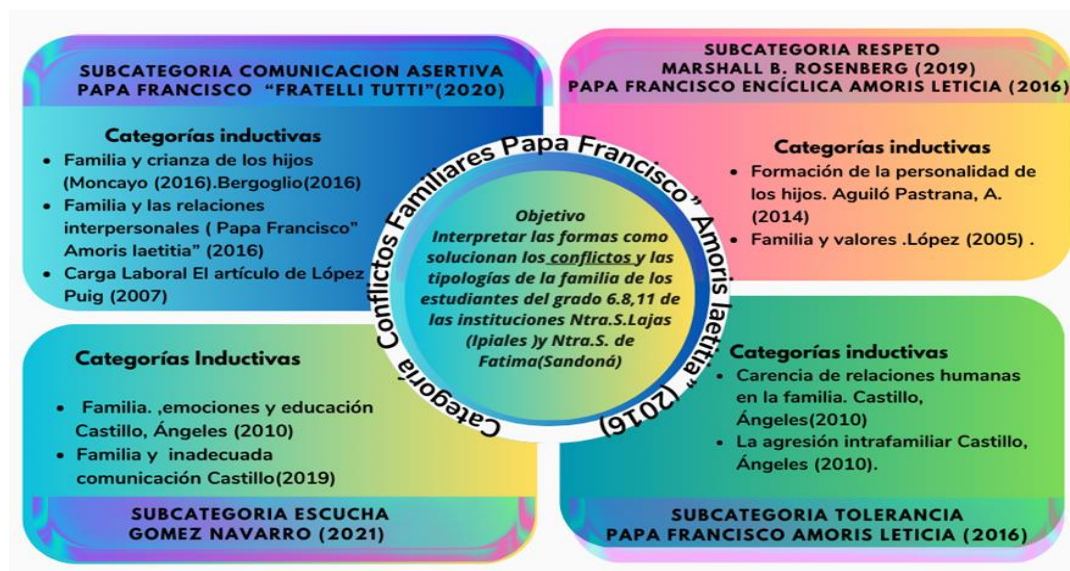 SUBCATEGORIA COMUNICACION ASERTIVA
PAPA FRANCISCO “FRATELLI TUTTI”(2020)
Categorías inductivas
• Familia y crianza de los hijos
(Moncayo (2016).Bergoglio(2016)
• Familia y las relaciones
interpersonales ( Papa Francisco”
Amoris laetitia” (2016)
• Carga Laboral El artículo de López
Puig (2007)
SUBCATEGORIA RESPETO
MARSHALL B. ROSENBERG (2019)
PAPA FRANCISCO ENCÍCLICA AMORIS LETICIA (2016)
Categorías inductivas
• Formación de la personalidad de
los hijos. Aguiló Pastrana, A.
(2014)
• Familia y valores .López (2005) .
Categoría Conflictos Familiares Papa Francisco” Amoris laetitia” (2016)
Objetivo
Interpretar las formas como
solucionan los conflictos y las
tipologías de la familia de los
estudiantes del grado 6.8,11 de
las instituciones Ntra.S.Lajas
(Ipiales )y Ntra.S. de
Fatima(Sandoná)
Categorías Inductivas
• Familia. ,emociones y educación
Castillo, Ángeles (2010)
• Familia y inadecuada
comunicación Castillo(2019)
SUBCATEGORIA ESCUCHA
GOMEZ NAVARRO (2021)
Categorías inductivas
• Carencia de relaciones humanas
en la familia. Castillo,
Ángeles(2010)
• La agresión intrafamiliar Castillo,
Ángeles (2010).
SUBCATEGORIA TOLERANCIA
PAPA FRANCISCO AMORIS LETICIA (2016)